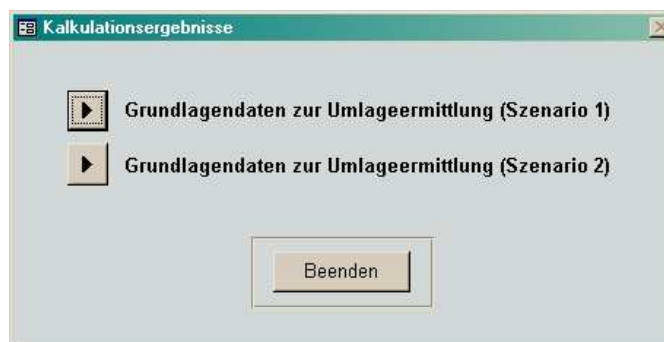 Kalkulationsergebnisse
Grundlagendaten zur Umlageermittlung (Szenario 1)
Grundlagendaten zur Umlageermittlung (Szenario 2)
Beenden